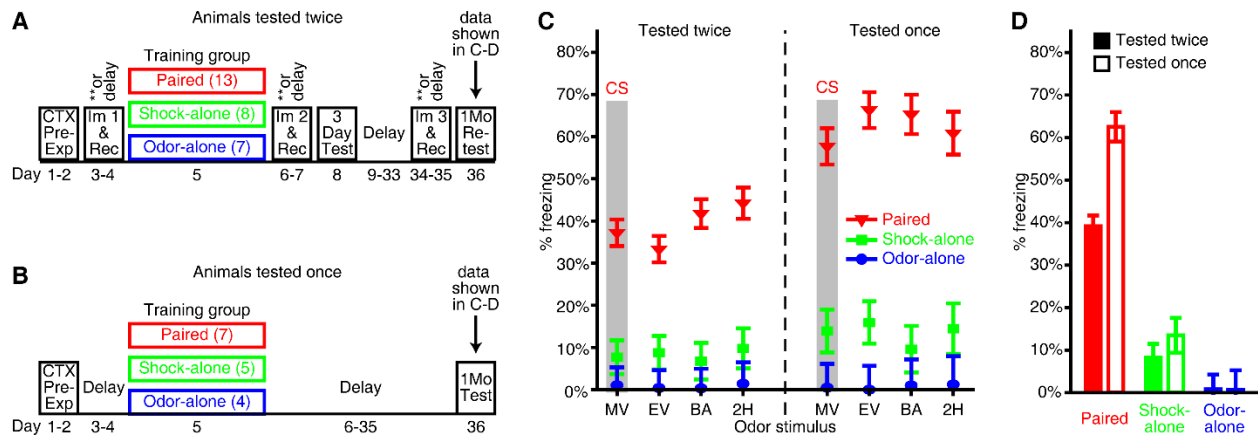 A
Animals tested twice
data
shown
in C-D
Training group
**or
delay
Paired (13)
**or
delay
**or
delay
CTX
Pre-
Exp
Im 1
&
Rec
Shock-alone (8)
Odor-alone (7)
Im 2
&
Rec
3
Day
Test
Delay
Im 3
&
Rec
1Mo
Re-
test
Day 1-2 3-4 5 6-7 8 9-33 34-35 36
B
Animals tested once
data
shown
in C-D
Training group
Paired (7)
Shock-alone (5)
Odor-alone (4)
CTX
Pre-
Exp
Delay
Delay
1Mo
Test
Day 1-2 3-4 5 6-35 36
C
Tested twice
Tested once
CS
CS
80%
70%
60%
50%
40%
30%
20%
10%
0%
% freezing
Paired
Shock-alone
Odor-alone
MV EV BA 2H MV EV BA 2H
Odor stimulus
D
Tested twice
Tested once
80%
70%
60%
50%
40%
30%
20%
10%
0%
% freezing
Paired
Shock-
alone
Odor-
alone